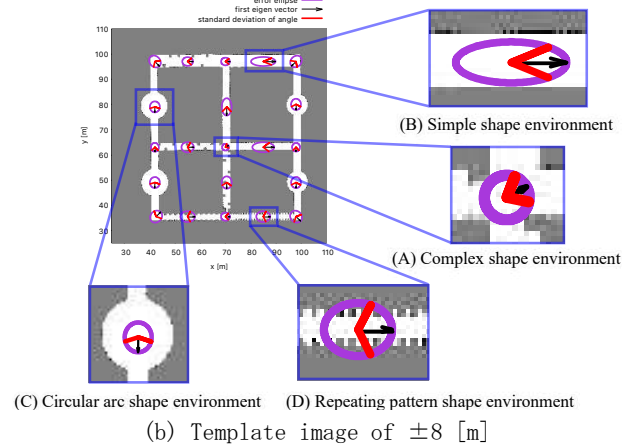 error ellipse
first eigen vector
standard deviation of angle
110
100
90
80
70
60
50
40
30
y [m]
30 40 50 60 70 80 90 100 110
x [m]
(B) Simple shape environment
(A) Complex shape environment
(C) Circular arc shape environment
(D) Repeating pattern shape environment
(b) Template image of ±8 [m]